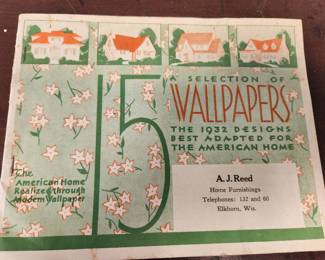 15
A SELECTION OF
WALLPAPERS
THE 1932 DESIGNS
BEST ADAPTED FOR
THE AMERICAN HOME
The
American Home
Realized through
Modern Wallpaper
A. J. Reed
Home Furnishings
Telephones: 132 and 60
Elkhorn, Wis.